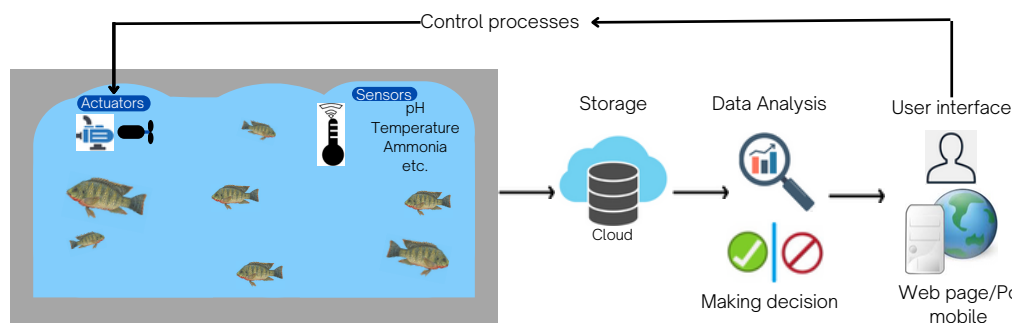 Control processes
Actuators
Sensors
pH
Temperature
Ammonia
etc.
Storage
Cloud
Data Analysis
Making decision
User interface
Web page/Pc
mobile